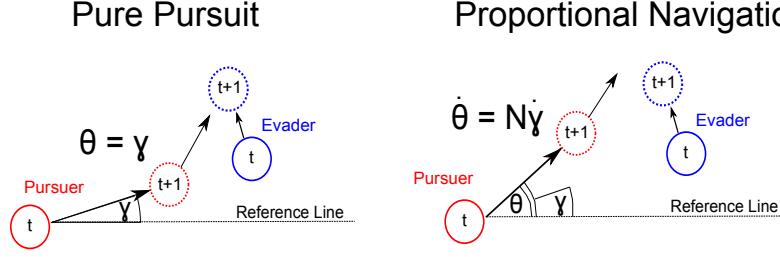 Pure Pursuit
t+1
θ = γ
Evader
t
Pursuer
t+1
γ
t
Reference Line
Proportional Navigatio
t+1
θ̇ = Nγ̇
t+1
Evader
t
Pursuer
θ
γ
t
Reference Line